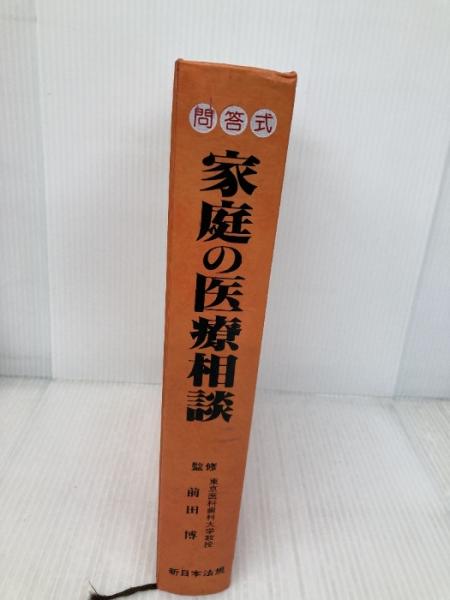 問答式
家庭の医療相談
監修
東京医科歯科大学教授
前田博
新日本法規